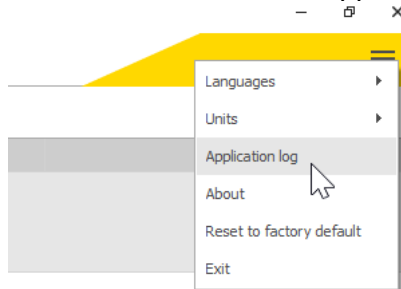 Languages
Units
Application log
About
Reset to factory default
Exit